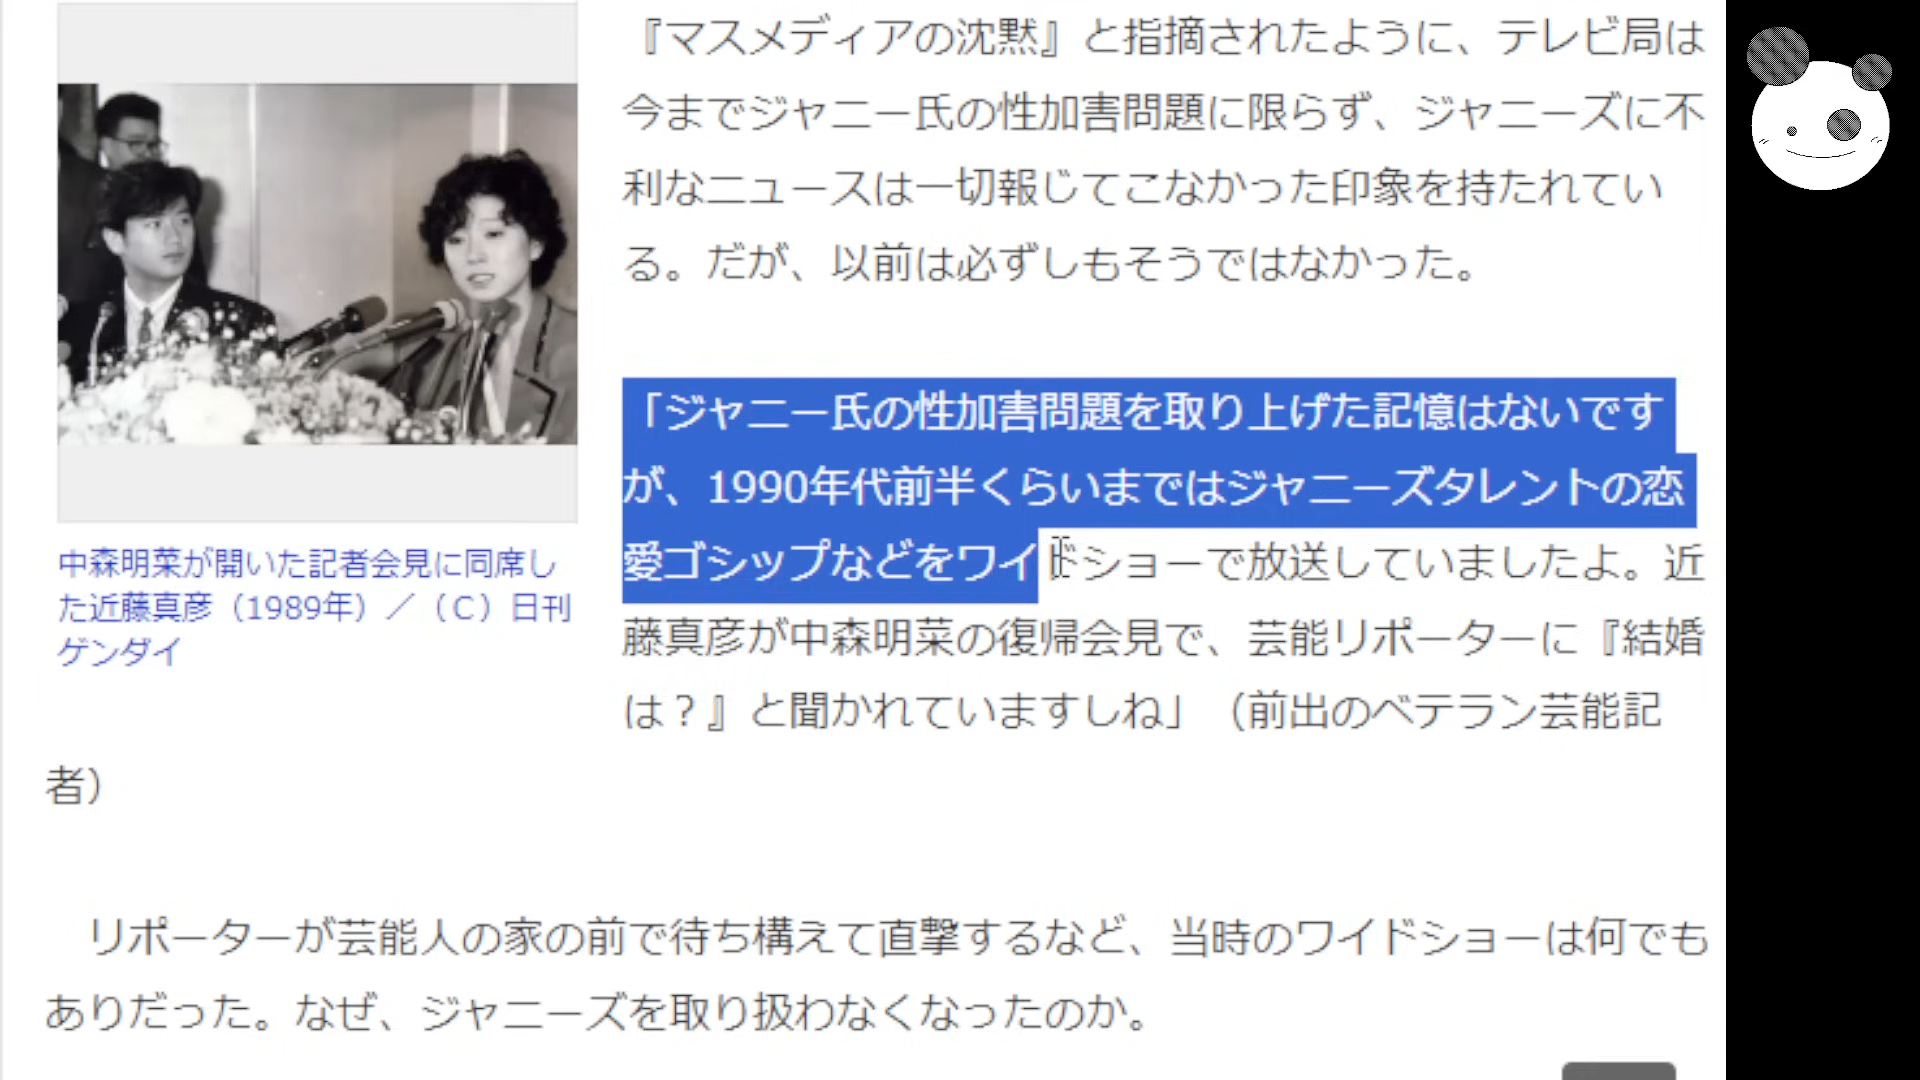 『マスメディアの沈黙』と指摘されたように、テレビ局は
今までジャニー氏の性加害問題に限らず、ジャニーズに不
利なニュースは一切報じてこなかった印象を持たれてい
る。だが、以前は必ずしもそうではなかった。
「ジャニー氏の性加害問題を取り上げた記憶はないです
が、1990年代前半くらいまではジャニーズタレントの恋
愛ゴシップなどをワイドショーで放送していましたよ。近
藤真彦が中森明菜の復帰会見で、芸能リポーターに『結婚
は？』と聞かれていますしね」（前出のベテラン芸能記
者）
中森明菜が開いた記者会見に同席し
た近藤真彦（1989年）／（Ｃ）日刊
ゲンダイ
リポーターが芸能人の家の前で待ち構えて直撃するなど、当時のワイドショーは何でも
ありだった。なぜ、ジャニーズを取り扱わなくなったのか。